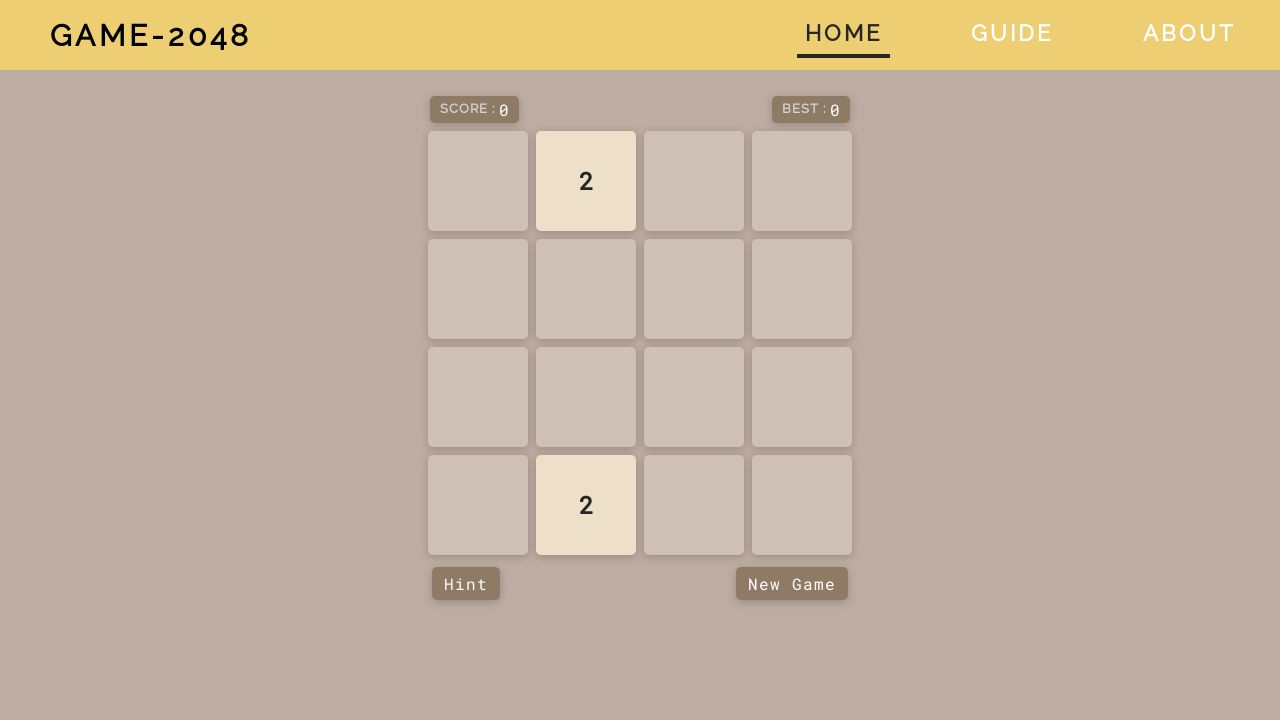 GAME-2048 HOME GUIDE ABOUT
SCORE : 0 BEST : 0
2
2
Hint New Game